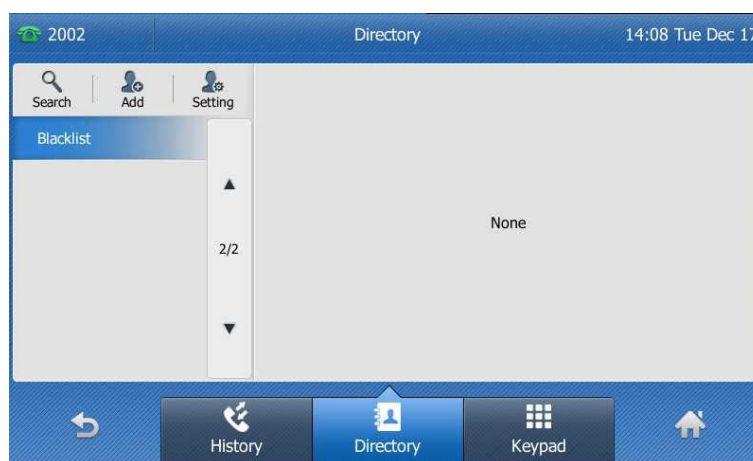 2002 Directory 14:08 Tue Dec 17
Search Add Setting
Blacklist
2/2
None
History Directory Keypad